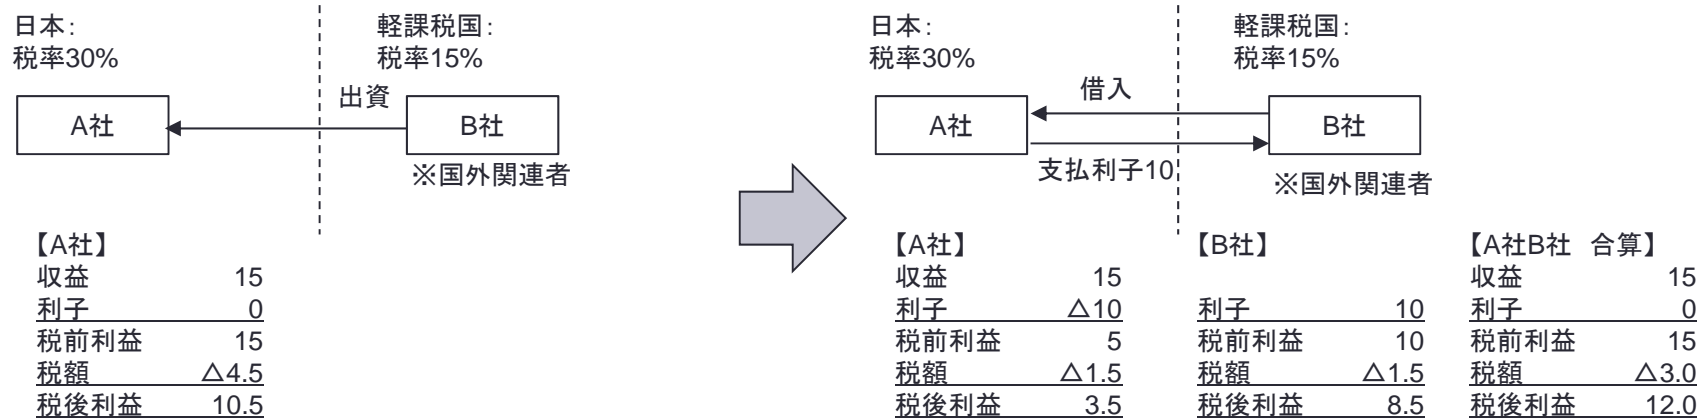 日本:
税率30%
軽課税国:
税率15%
出資
A社
B社
※国外関連者
【A社】
収益 15
利子 0
税前利益 15
税額 △4.5
税後利益 10.5
日本:
税率30%
軽課税国:
税率15%
借入
A社
B社
支払利子10
※国外関連者
【A社】
収益 15
利子 △10
税前利益 5
税額 △1.5
税後利益 3.5
【B社】
利子 10
税前利益 10
税額 △1.5
税後利益 8.5
【A社B社 合算】
収益 15
利子 0
税前利益 15
税額 △3.0
税後利益 12.0